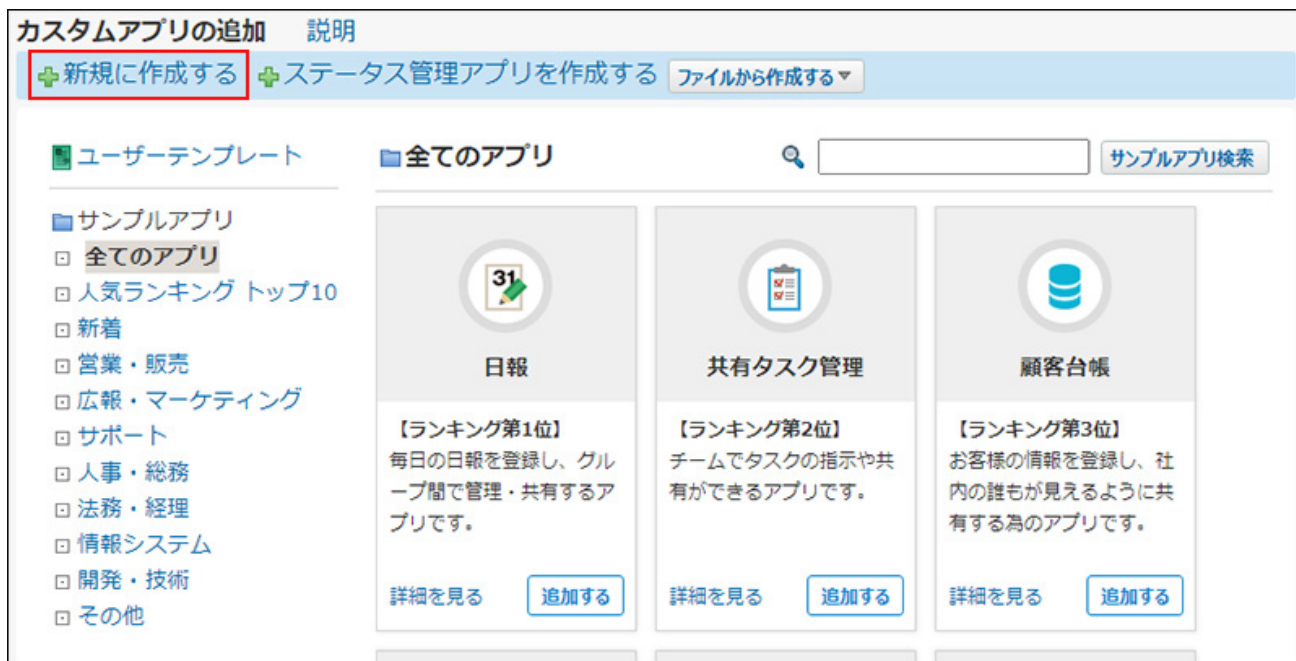 カスタムアプリの追加 説明
新規に作成する ステータス管理アプリを作成する ファイルから作成する
ユーザーテンプレート
サンプルアプリ
全てのアプリ
人気ランキング トップ10
新着
営業・販売
広報・マーケティング
サポート
人事・総務
法務・経理
情報システム
開発・技術
その他
全てのアプリ サンプルアプリ検索
31
日報
【ランキング第1位】
毎日の日報を登録し、グル
ープ間で管理・共有するア
プリです。
詳細を見る 追加する
共有タスク管理
【ランキング第2位】
チームでタスクの指示や共
有ができるアプリです。
詳細を見る 追加する
顧客台帳
【ランキング第3位】
お客様の情報を登録し、社
内の誰もが見えるように共
有する為のアプリです。
詳細を見る 追加する